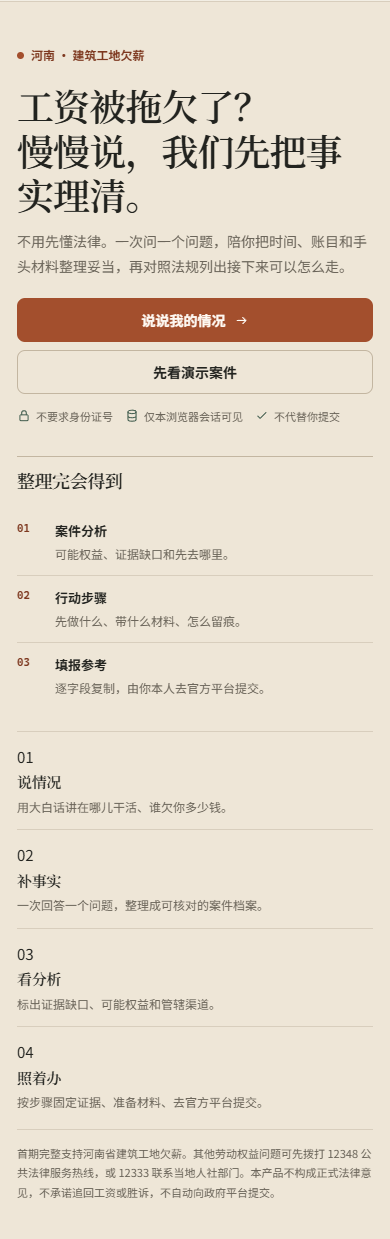 河南 · 建筑工地欠薪
工资被拖欠了？
慢慢说，我们先把事
实理清。
不用先懂法律。一次问一个问题，陪你把时间、账目和手
头材料整理妥当，再对照法规列出接下来可以怎么走。
说说我的情况 →
先看演示案件
不要求身份证号 仅本浏览器会话可见 不代替你提交
整理完会得到
01 案件分析
可能权益、证据缺口和先去哪里。
02 行动步骤
先做什么、带什么材料、怎么留痕。
03 填报参考
逐字段复制，由你本人去官方平台提交。
01
说情况
用大白话讲在哪儿干活、谁欠你多少钱。
02
补事实
一次回答一个问题，整理成可核对的案件档案。
03
看分析
标出证据缺口、可能权益和管辖渠道。
04
照着办
按步骤固定证据、准备材料、去官方平台提交。
首期完整支持河南省建筑工地欠薪。其他劳动权益问题可先拨打 12348 公
共法律服务热线，或 12333 联系当地人社部门。本产品不构成正式法律意
见，不承诺追回工资或胜诉，不自动向政府平台提交。